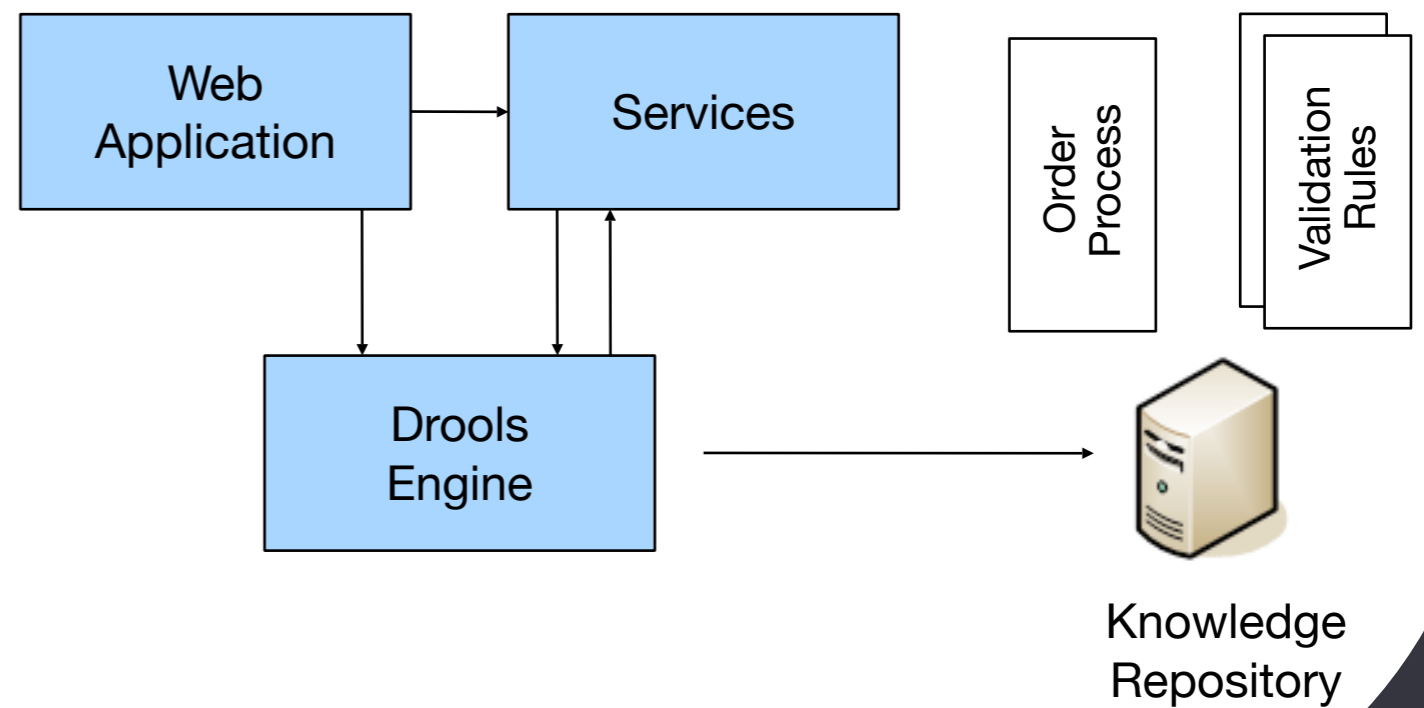 Web
Application
Services
Order
Process
Validation
Rules
Drools
Engine
Knowledge
Repository